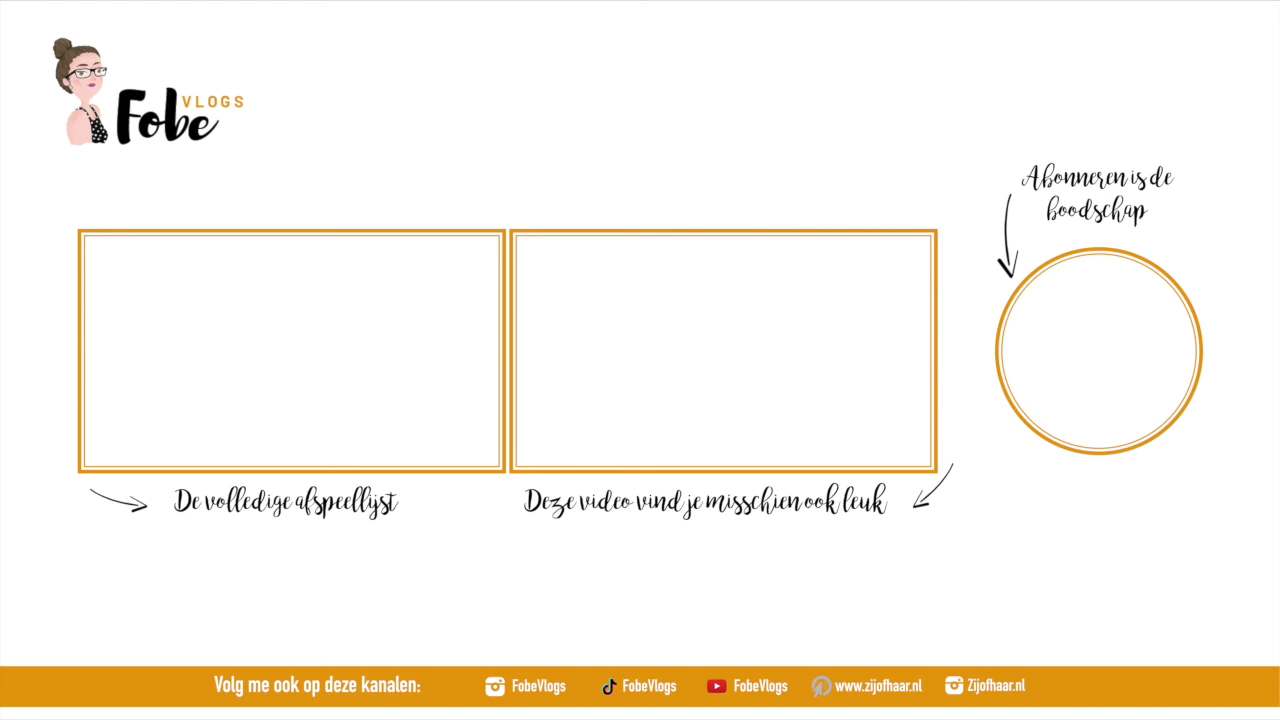 VLOGS
Fobe
Abonneren is de
boodschap
De volledige afspeellijst
Deze video vind je misschien ook leuk
Volg me ook op deze kanalen: FobeVlogs FobeVlogs FobeVlogs www.zijofhaar.nl Zijofhaar.nl